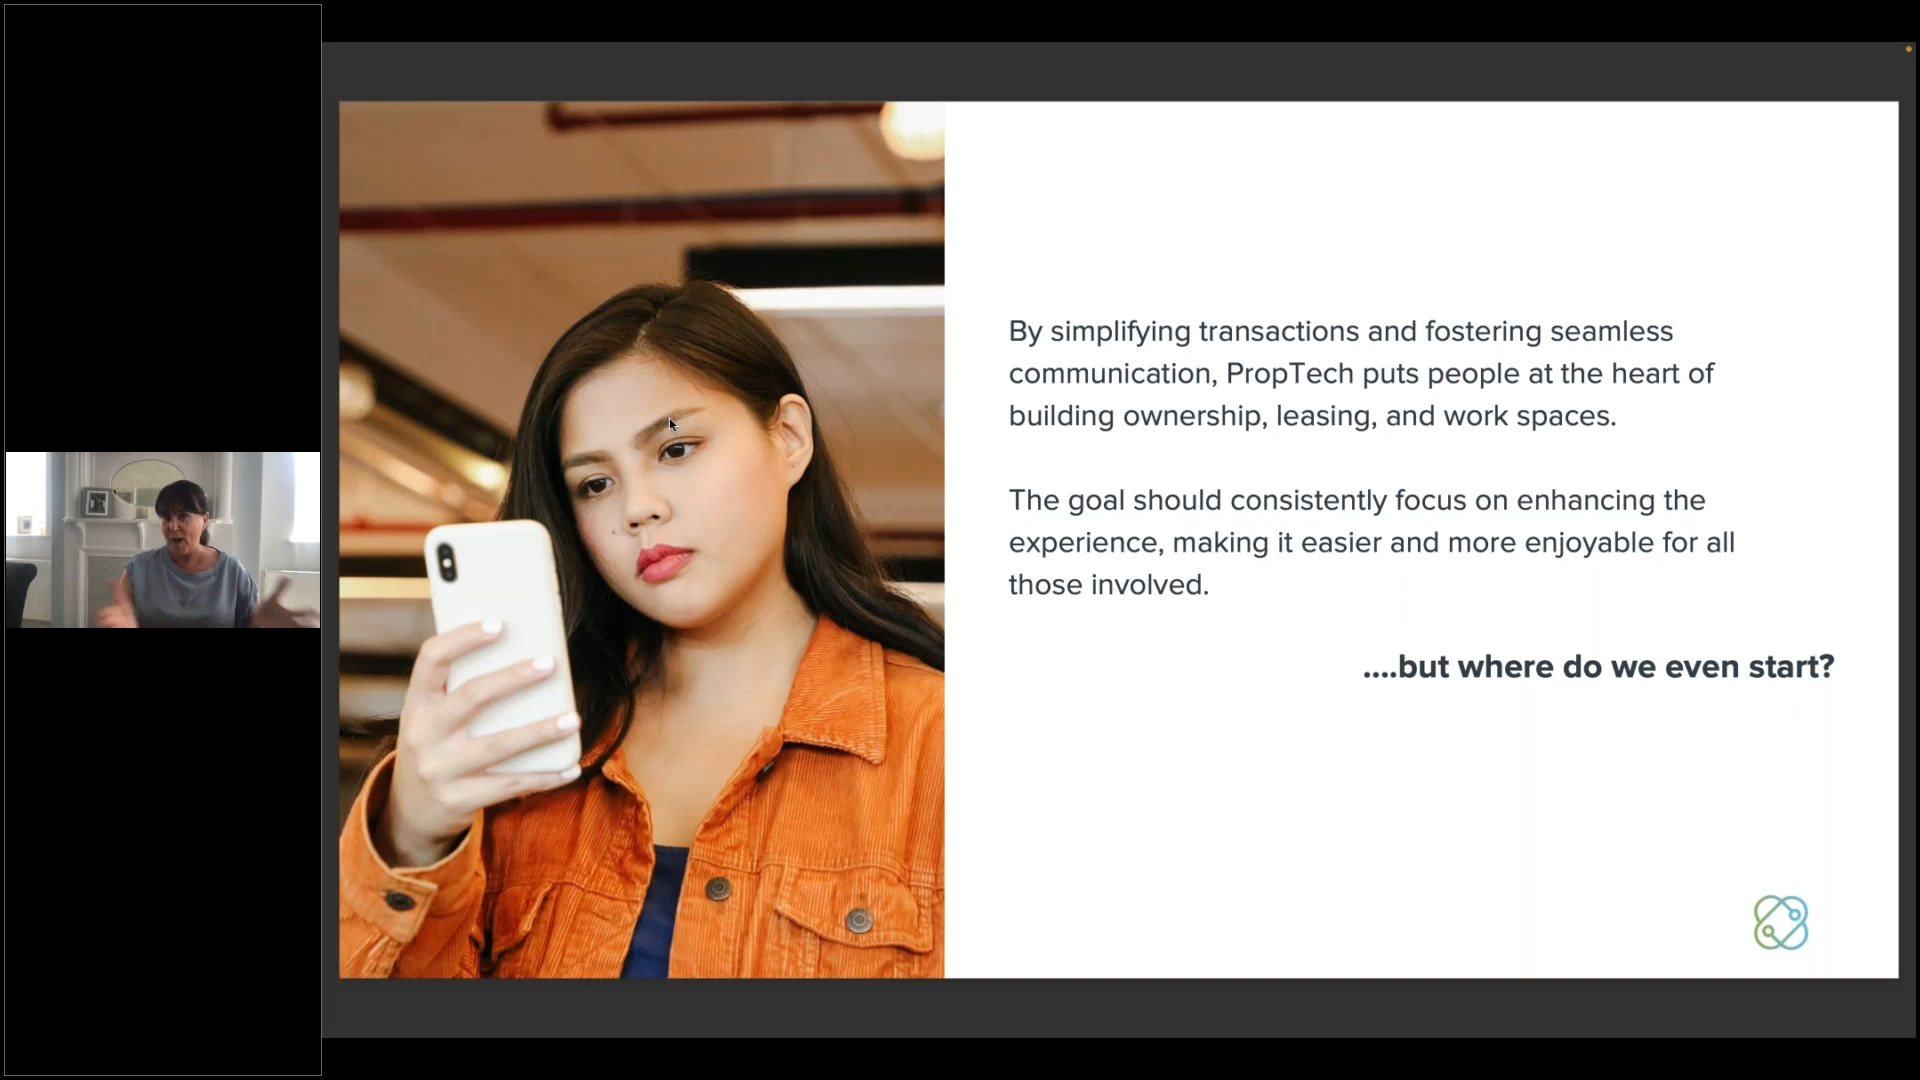 By simplifying transactions and fostering seamless
communication, PropTech puts people at the heart of
building ownership, leasing, and work spaces.
The goal should consistently focus on enhancing the
experience, making it easier and more enjoyable for all
those involved.
....but where do we even start?